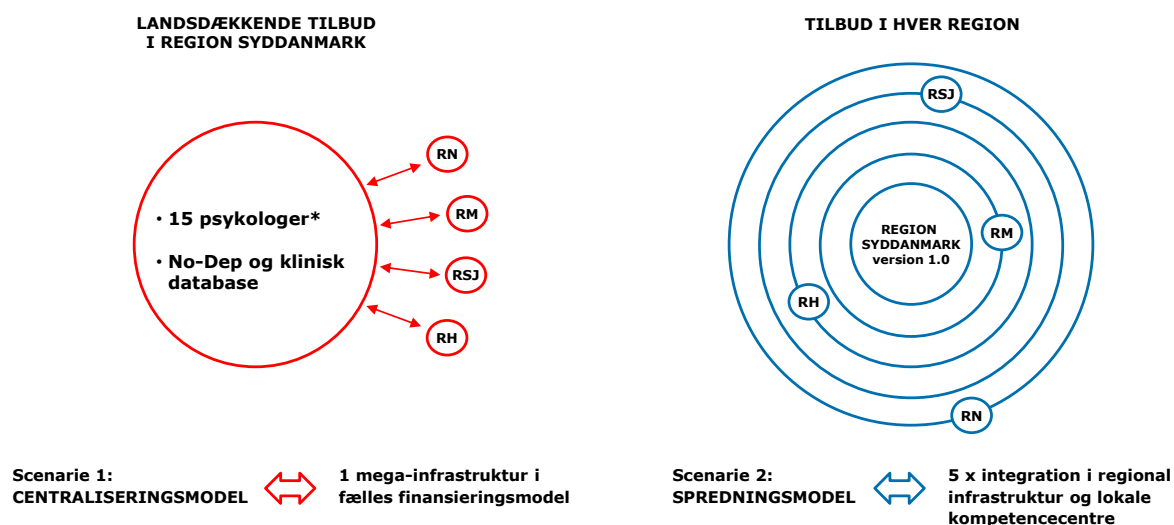 LANDSDÆKKENDE TILBUD
I REGION SYDDANMARK
• 15 psykologer*
• No-Dep og klinisk
database
RN
RM
RSJ
RH
Scenarie 1:
CENTRALISERINGSMODEL
1 mega-infrastruktur i
fælles finansieringsmodel
TILBUD I HVER REGION
RSJ
REGION
SYDDANMARK
version 1.0
RM
RH
RN
Scenarie 2:
SPREDNINGSMODEL
5 x integration i regional
infrastruktur og lokale
kompetencecentre